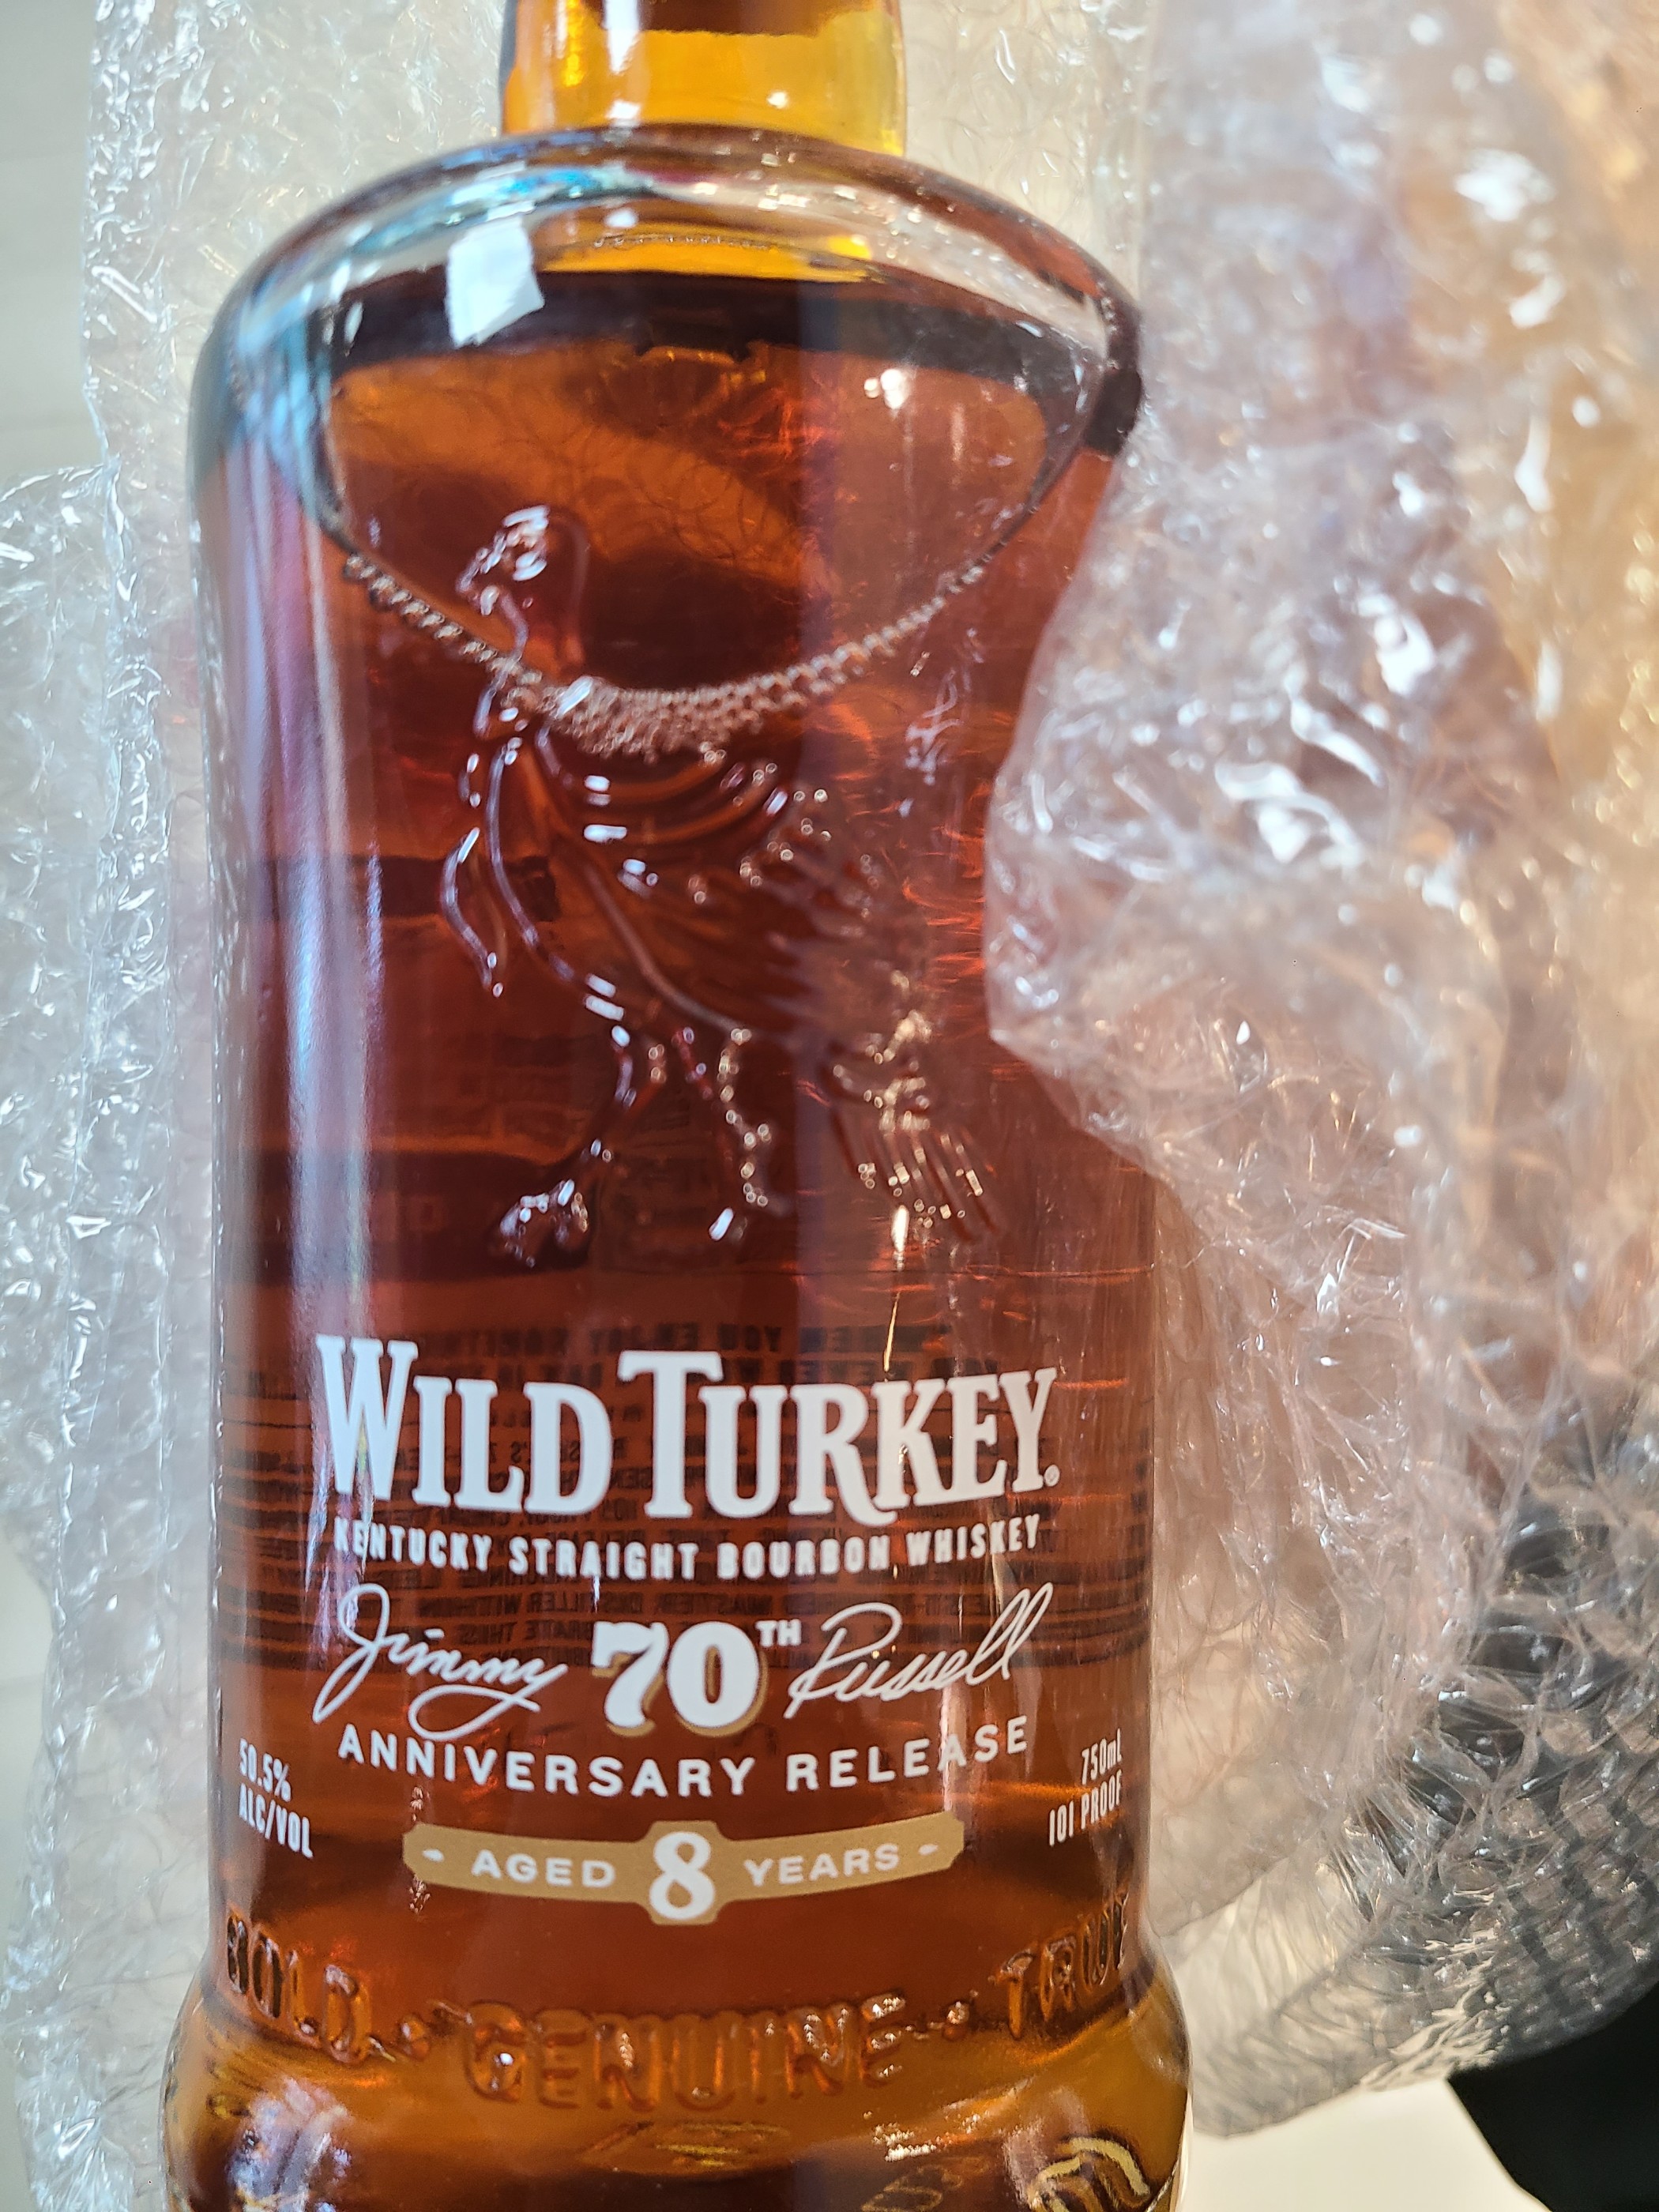 WILD TURKEY®
KENTUCKY STRAIGHT BOURBON WHISKEY
Jimmy 70TH Russell
ANNIVERSARY RELEASE
50.5%
ALC/VOL
750mL
101 PROOF
AGED 8 YEARS
BOLD • GENUINE • TRUE